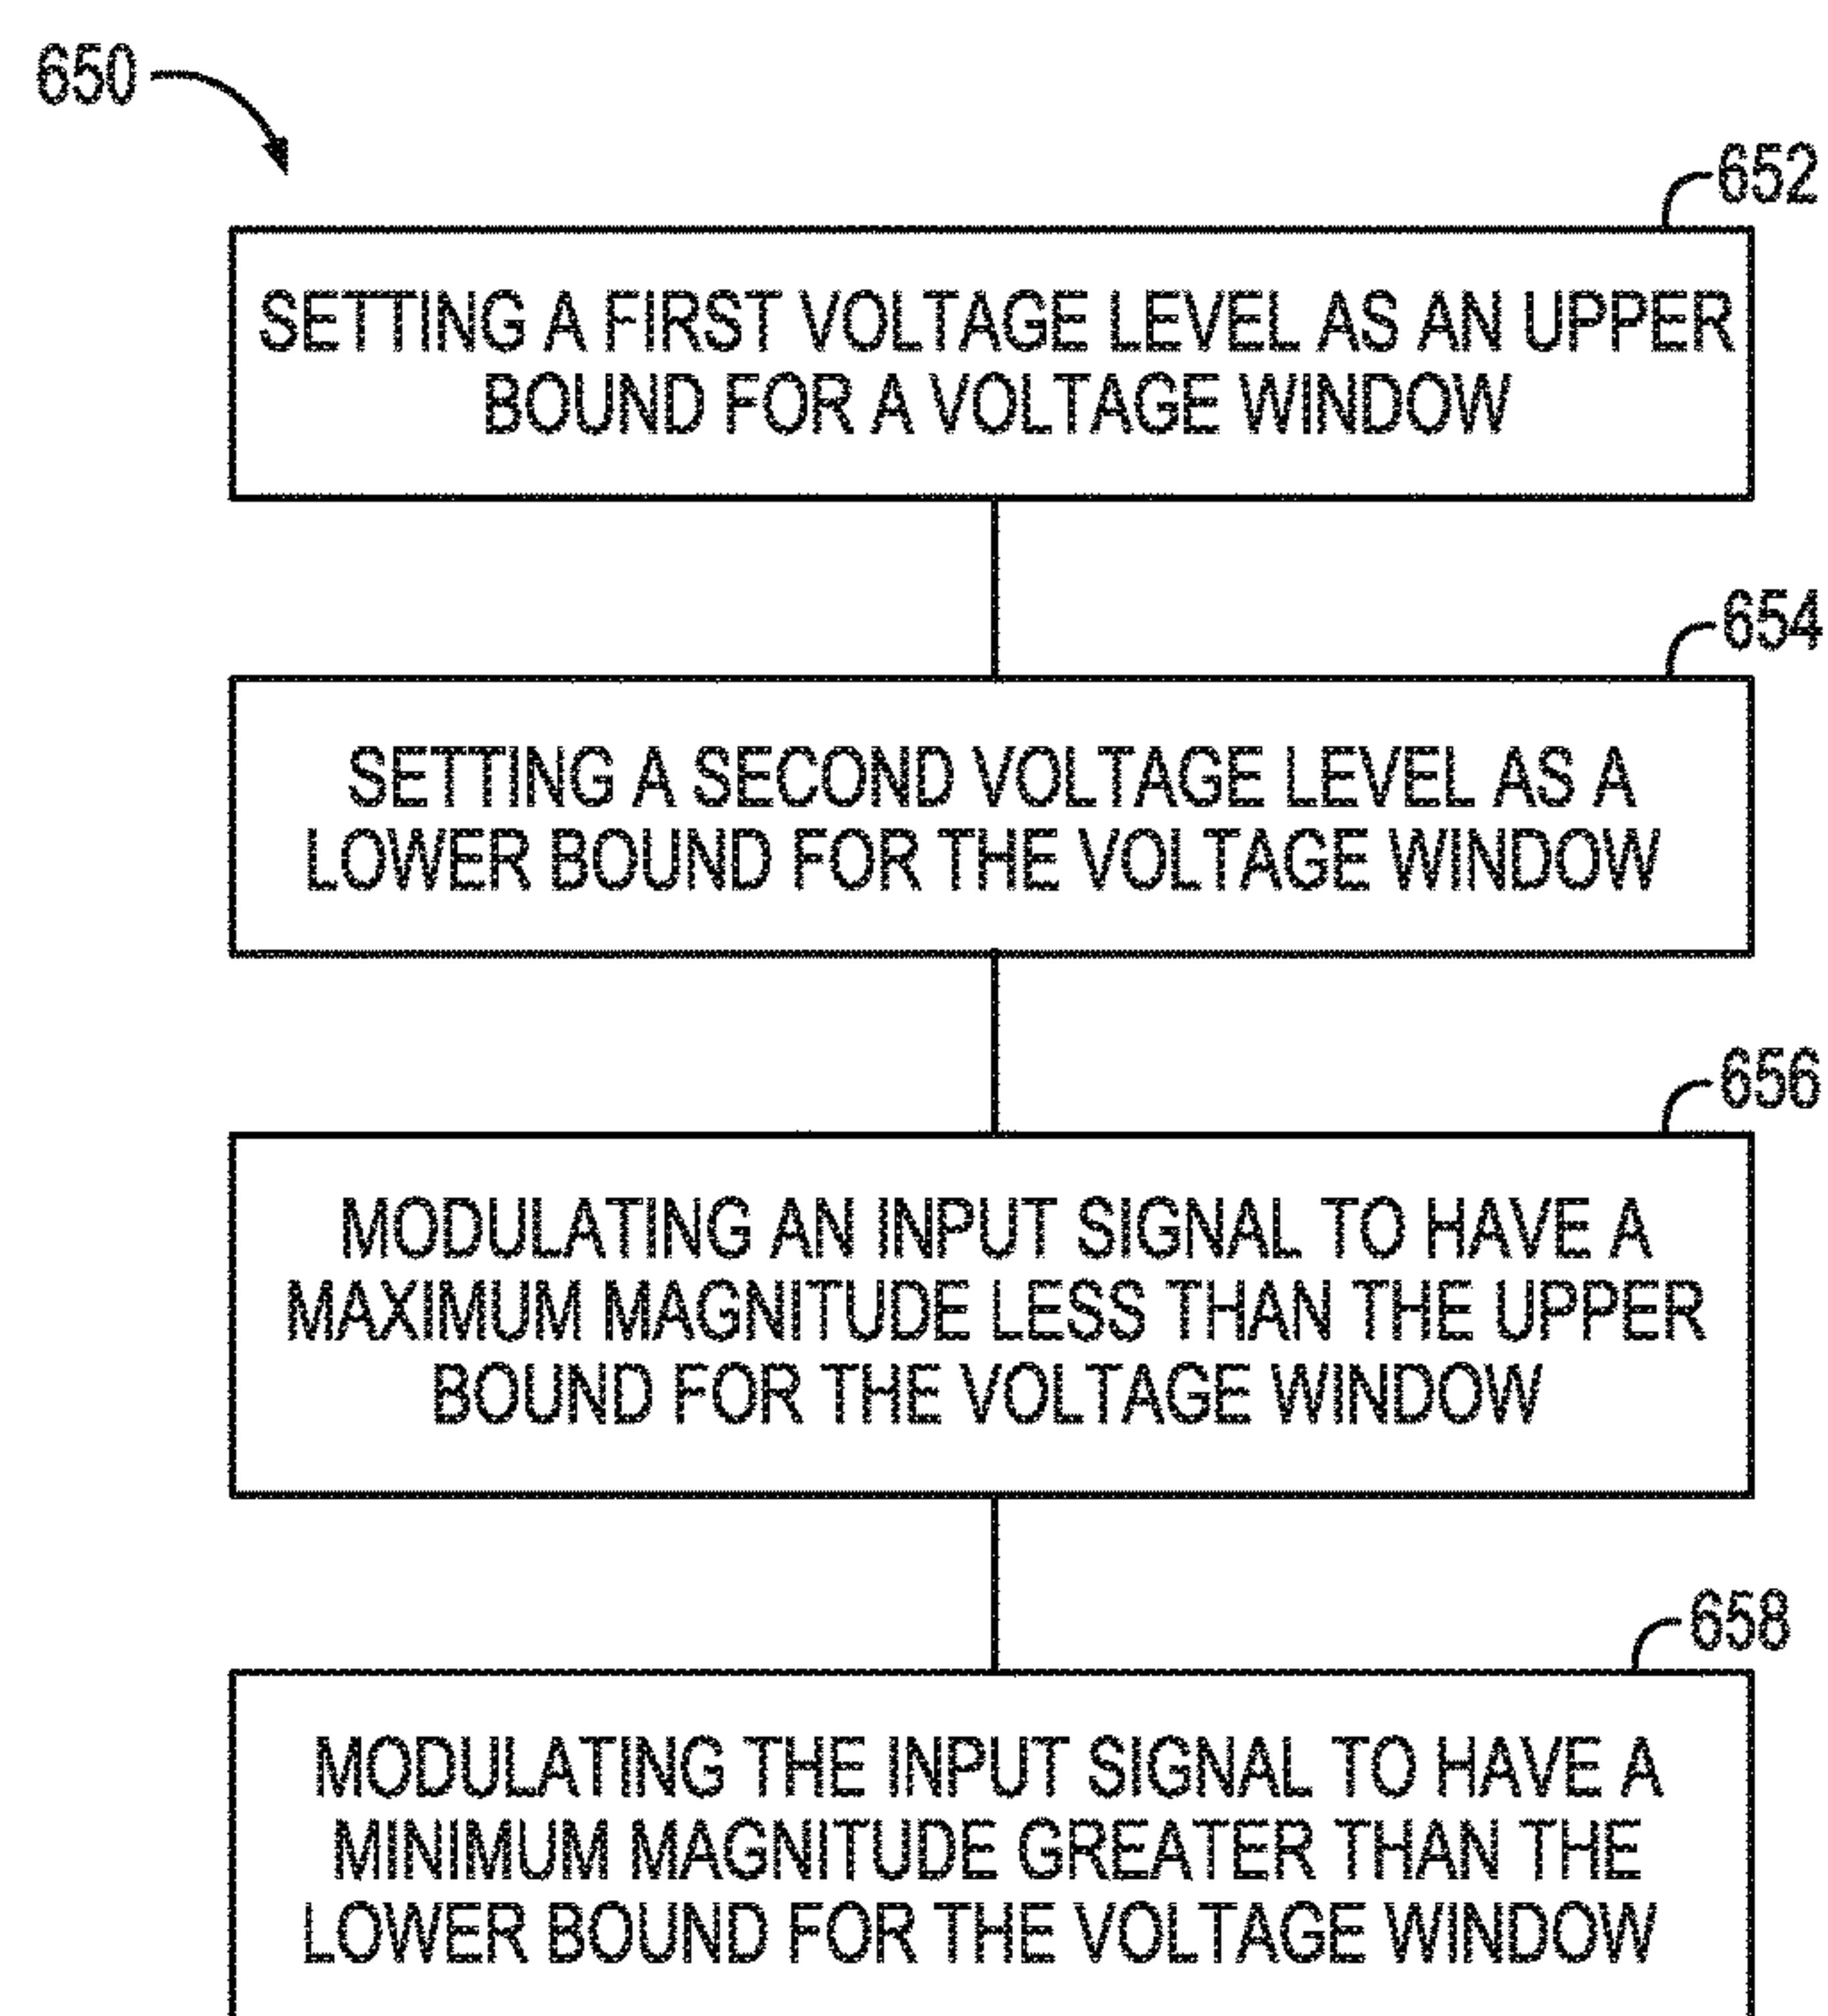 650
652
SETTING A FIRST VOLTAGE LEVEL AS AN UPPER
BOUND FOR A VOLTAGE WINDOW
654
SETTING A SECOND VOLTAGE LEVEL AS A
LOWER BOUND FOR THE VOLTAGE WINDOW
656
MODULATING AN INPUT SIGNAL TO HAVE A
MAXIMUM MAGNITUDE LESS THAN THE UPPER
BOUND FOR THE VOLTAGE WINDOW
658
MODULATING THE INPUT SIGNAL TO HAVE A
MINIMUM MAGNITUDE GREATER THAN THE
LOWER BOUND FOR THE VOLTAGE WINDOW